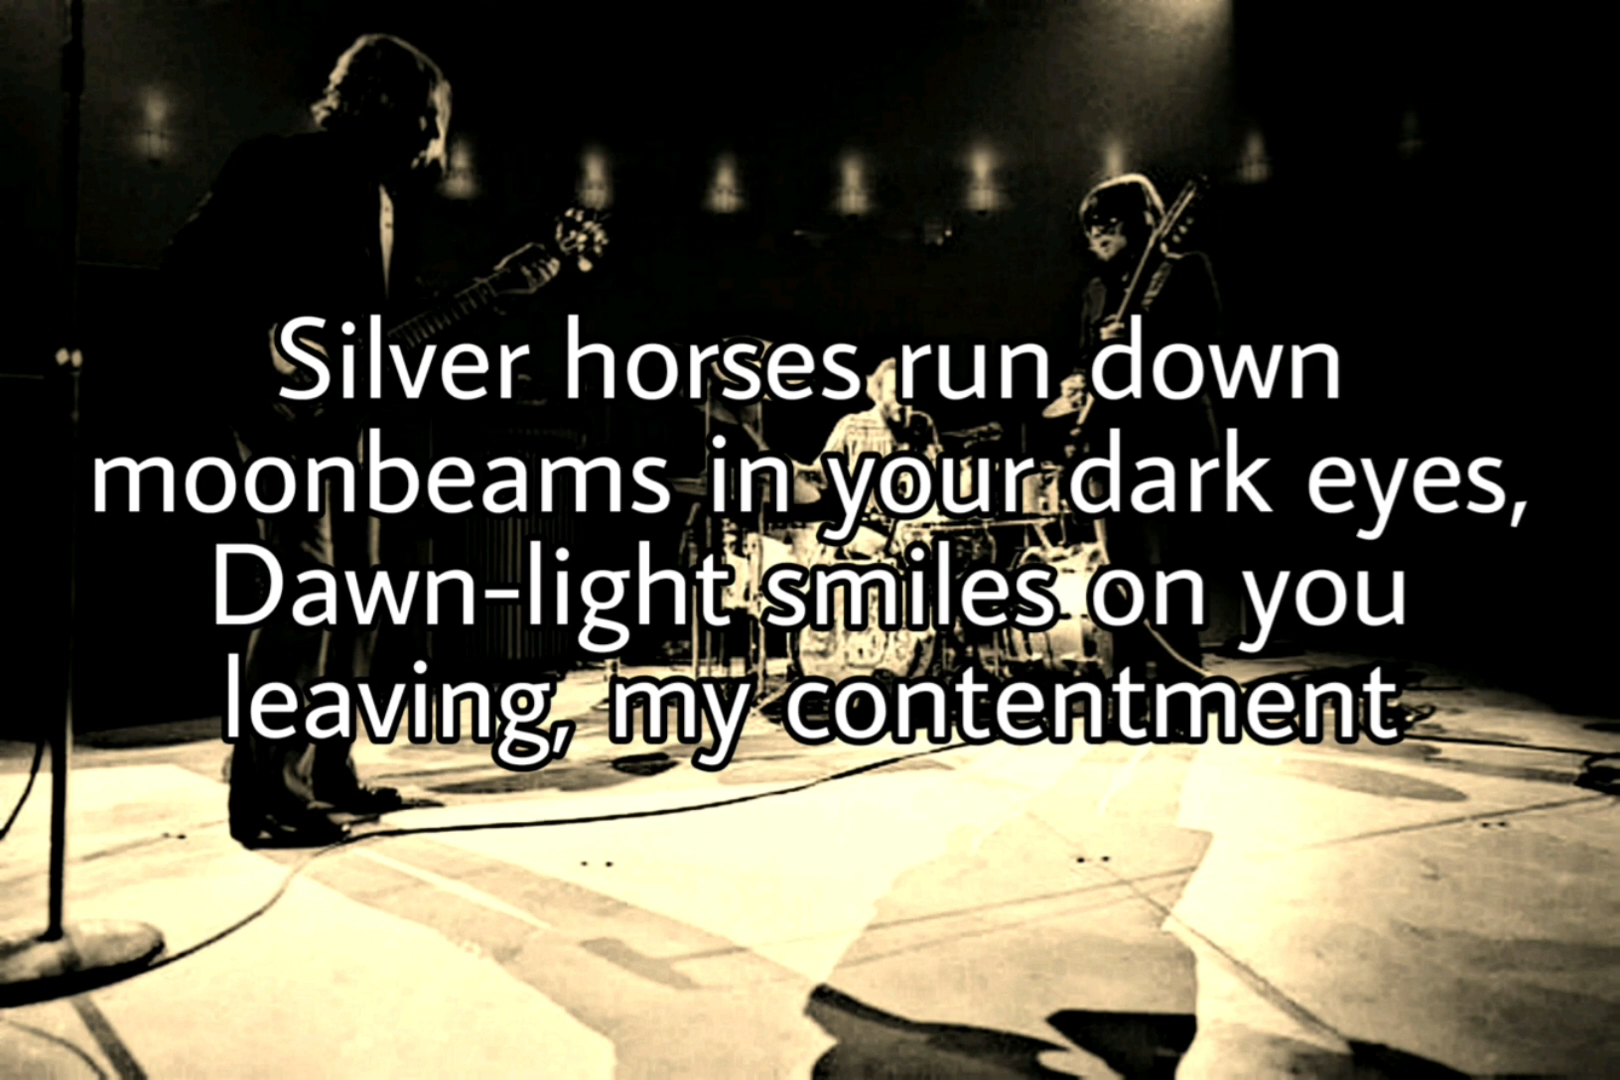 Silver horses run down
moonbeams in your dark eyes,
Dawn-light smiles on you
leaving, my contentment